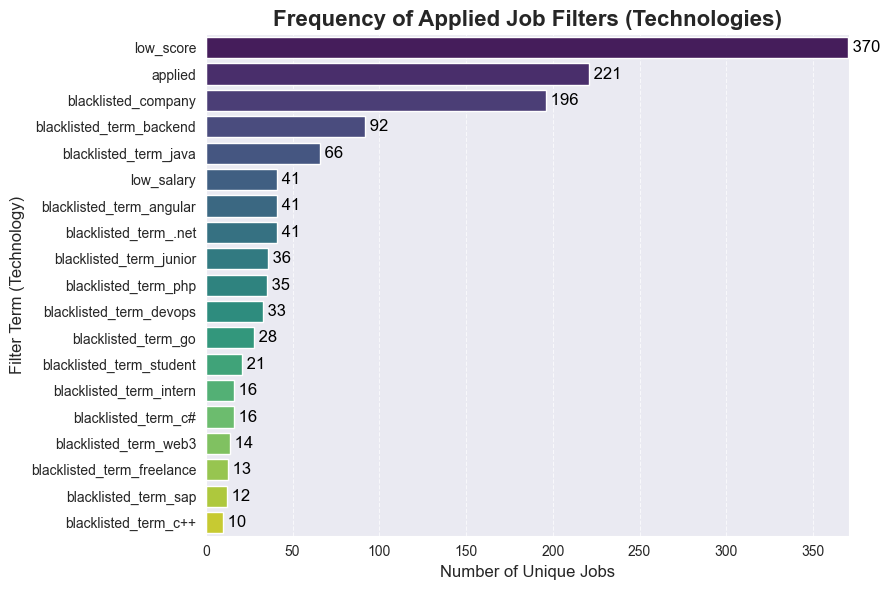 Frequency of Applied Job Filters (Technologies)
low_score 370
applied 221
blacklisted_company 196
blacklisted_term_backend 92
blacklisted_term_java 66
low_salary 41
blacklisted_term_angular 41
blacklisted_term_.net 41
blacklisted_term_junior 36
blacklisted_term_php 35
blacklisted_term_devops 33
blacklisted_term_go 28
blacklisted_term_student 21
blacklisted_term_intern 16
blacklisted_term_c# 16
blacklisted_term_web3 14
blacklisted_term_freelance 13
blacklisted_term_sap 12
blacklisted_term_c++ 10
Filter Term (Technology)
0 50 100 150 200 250 300 350
Number of Unique Jobs